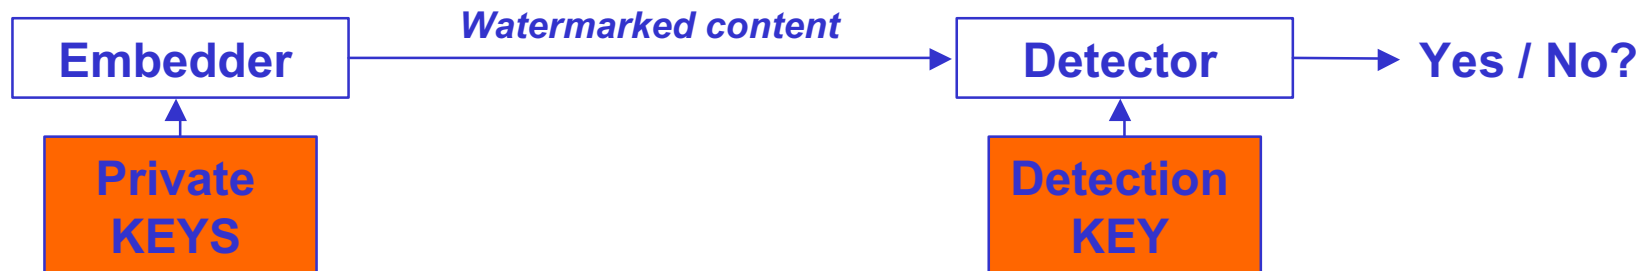 Watermarked content
Embedder
Detector
Yes / No?
Private
KEYS
Detection
KEY